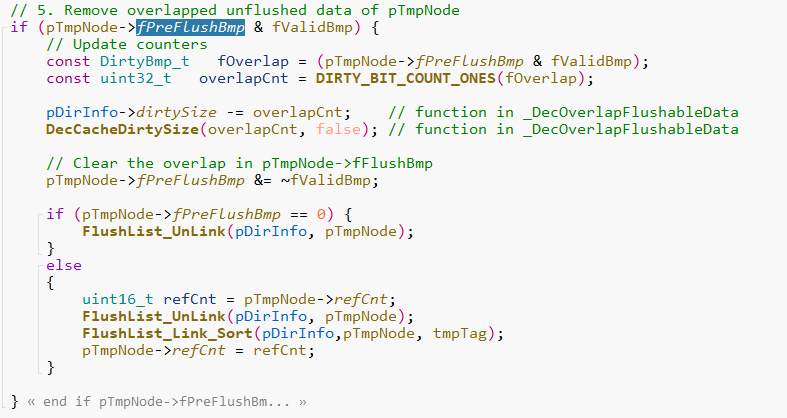 // 5. Remove overlapped unflushed data of pTmpNode
if (pTmpNode->fPreFlushBmp & fValidBmp) {
// Update counters
const DirtyBmp_t fOverlap = (pTmpNode->fPreFlushBmp & fValidBmp);
const uint32_t overlapCnt = DIRTY_BIT_COUNT_ONES(fOverlap);
pDirInfo->dirtySize -= overlapCnt; // function in _DecOverlapFlushableData
DecCacheDirtySize(overlapCnt, false); // function in _DecOverlapFlushableData
// Clear the overlap in pTmpNode->fFlushBmp
pTmpNode->fPreFlushBmp &= ~fValidBmp;
if (pTmpNode->fPreFlushBmp == 0) {
FlushList_UnLink(pDirInfo, pTmpNode);
}
else
{
uint16_t refCnt = pTmpNode->refCnt;
FlushList_UnLink(pDirInfo, pTmpNode);
FlushList_Link_Sort(pDirInfo,pTmpNode, tmpTag);
pTmpNode->refCnt = refCnt;
}
} « end if pTmpNode->fPreFlushBm... »